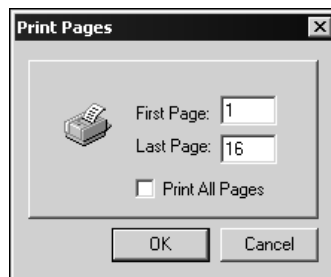 Print Pages
First Page: 1
Last Page: 16
Print All Pages
OK Cancel